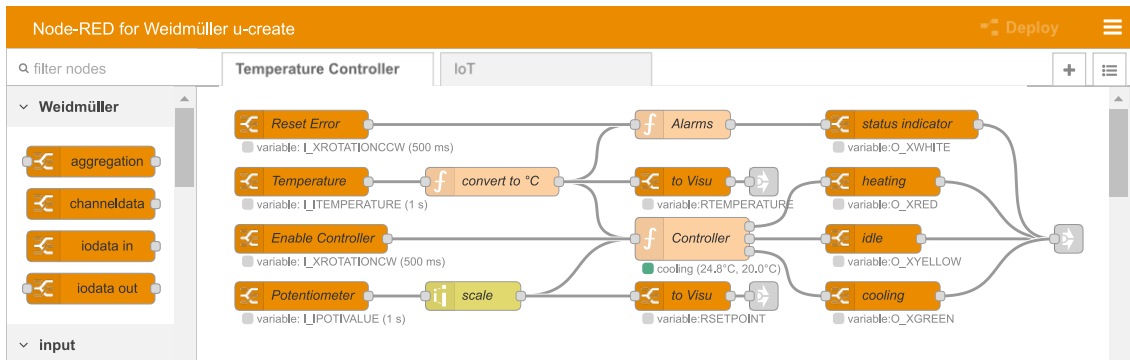 Node-RED for Weidmüller u-create
Deploy
filter nodes
Temperature Controller
IoT
Weidmüller
aggregation
channeldata
iodata in
iodata out
input
Reset Error
variable: I_XROTATIONCCW (500 ms)
Alarms
status indicator
variable:O_XWHITE
Temperature
variable: I_ITEMPERATURE (1 s)
convert to °C
to Visu
variable:RTEMPERATURE
heating
variable:O_XRED
Enable Controller
variable: I_XROTATIONCW (500 ms)
Controller
cooling (24.8°C, 20.0°C)
idle
variable:O_XYELLOW
Potentiometer
variable: I_IPOTIVALUE (1 s)
scale
to Visu
variable:RSETPOINT
cooling
variable:O_XGREEN